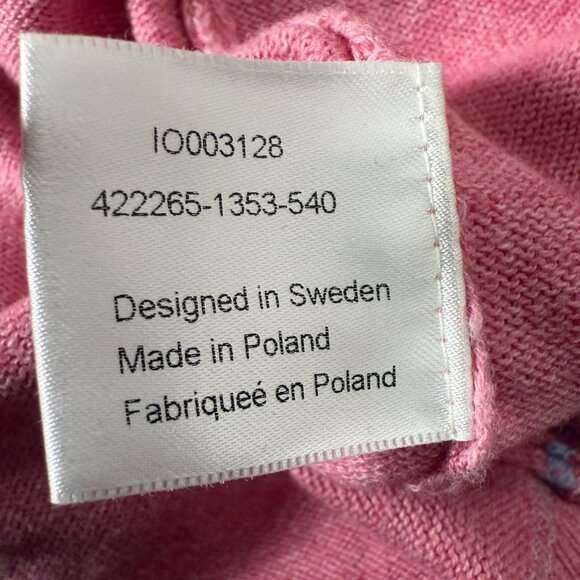 IO003128
422265-1353-540
Designed in Sweden
Made in Poland
Fabriqueé en Poland